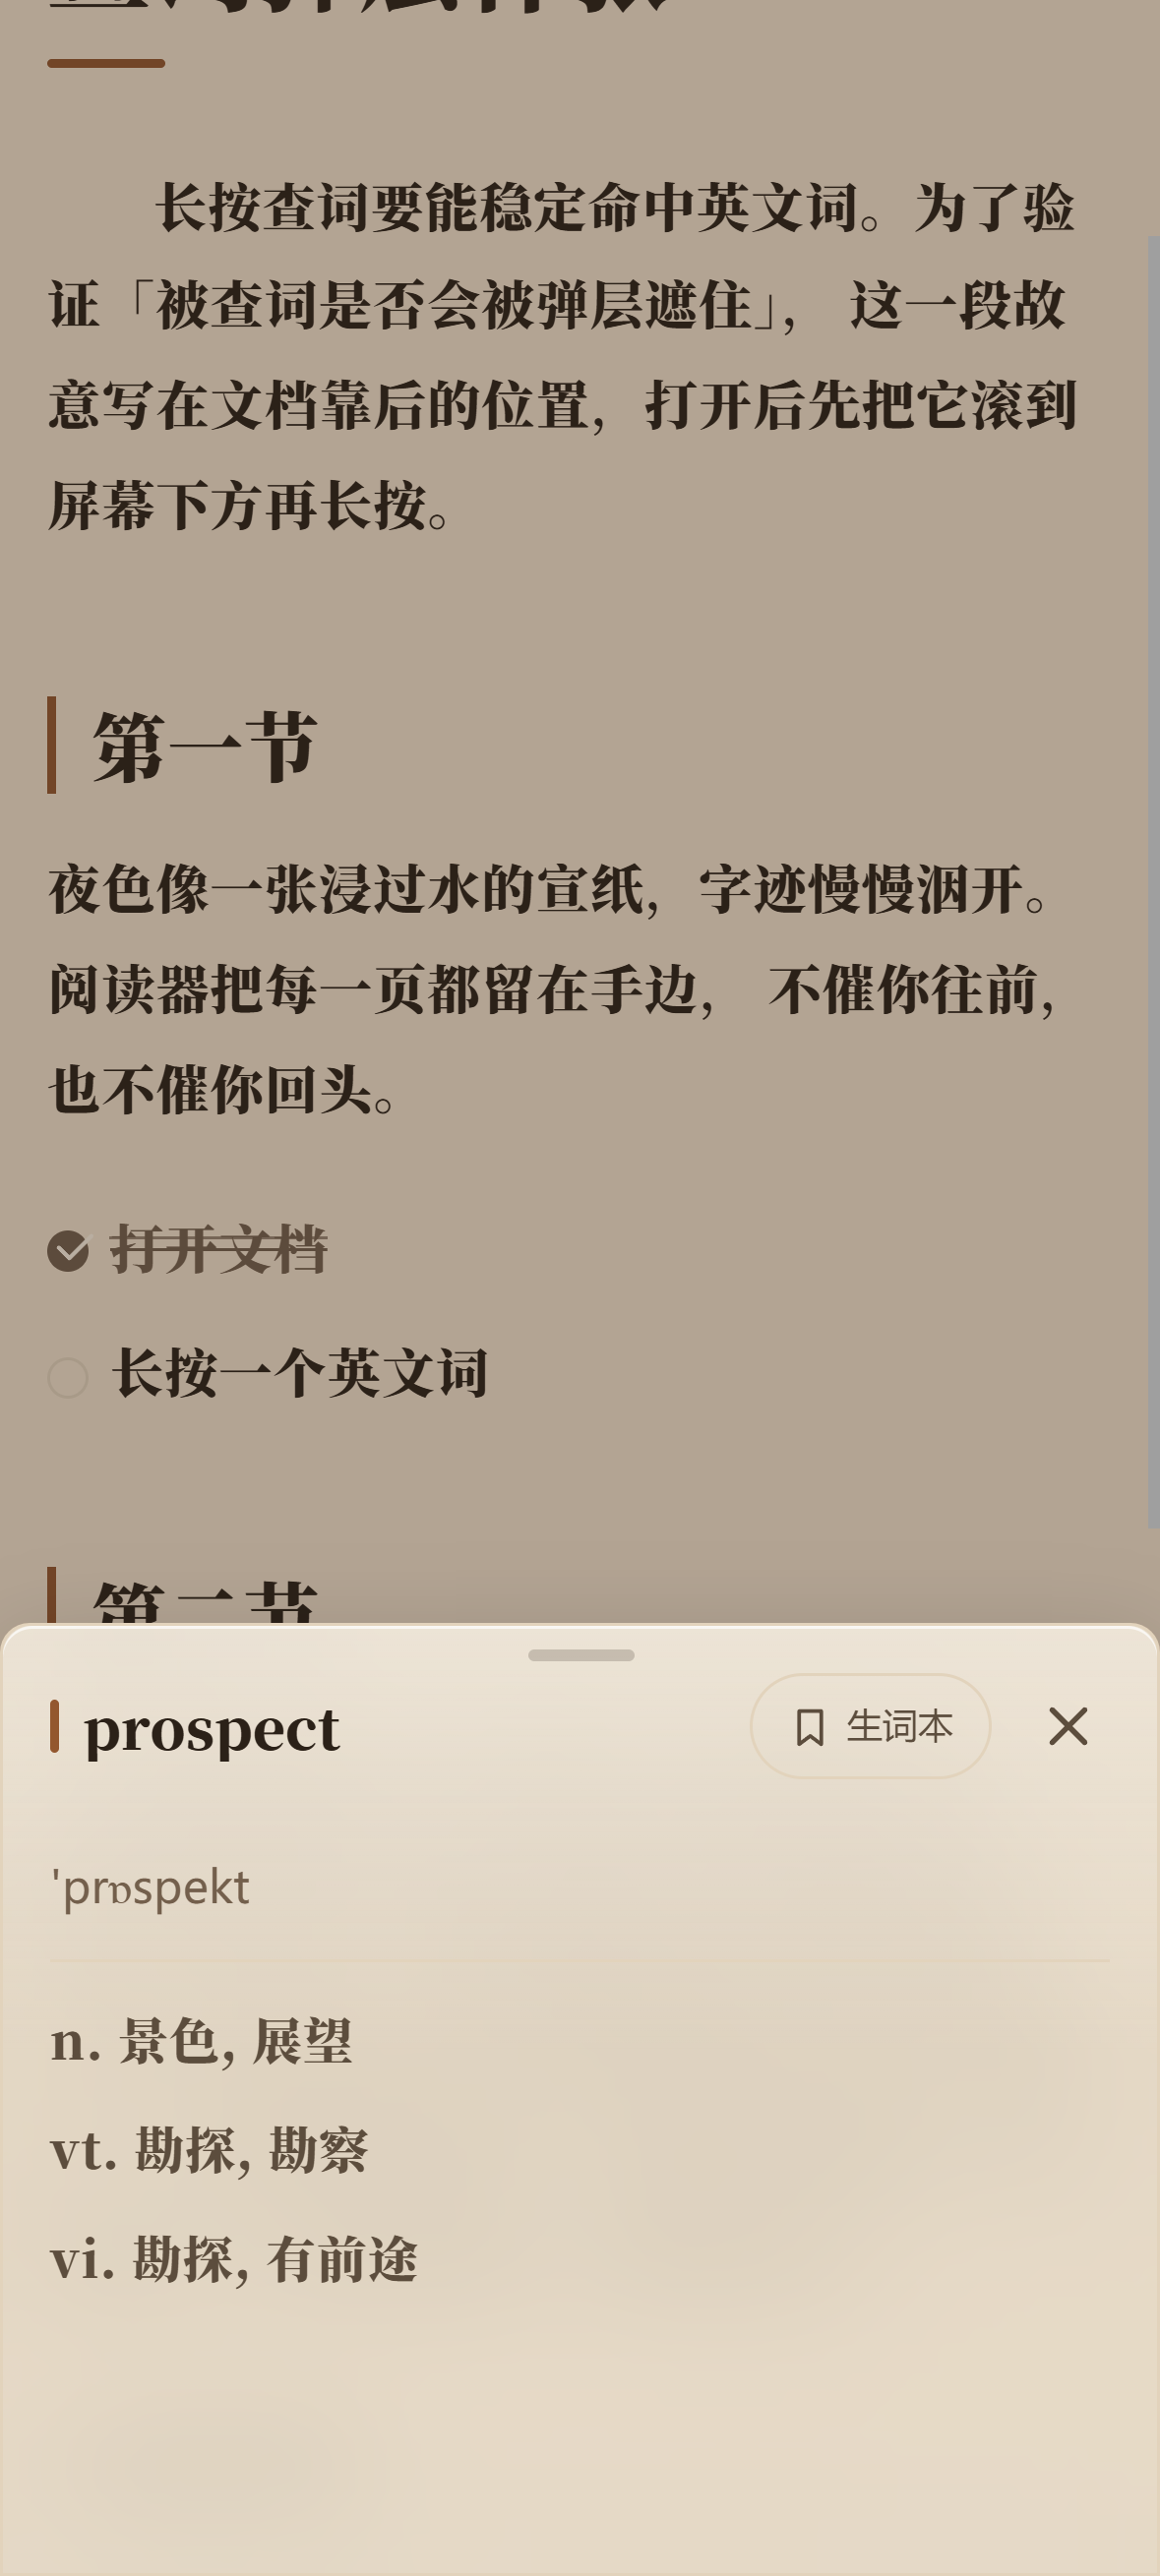 长按查词要能稳定命中英文词。为了验
证「被查词是否会被弹层遮住」， 这一段故
意写在文档靠后的位置，打开后先把它滚到
屏幕下方再长按。
第一节
夜色像一张浸过水的宣纸，字迹慢慢洇开。
阅读器把每一页都留在手边， 不催你往前，
也不催你回头。
打开文档
长按一个英文词
第二节
prospect
生词本
ˈprɒspekt
n. 景色, 展望
vt. 勘探, 勘察
vi. 勘探, 有前途